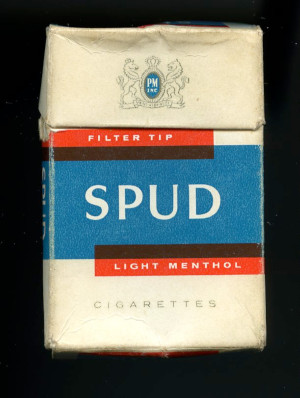 PM
INC
FILTER TIP
SPUD
LIGHT MENTHOL
CIGARETTES